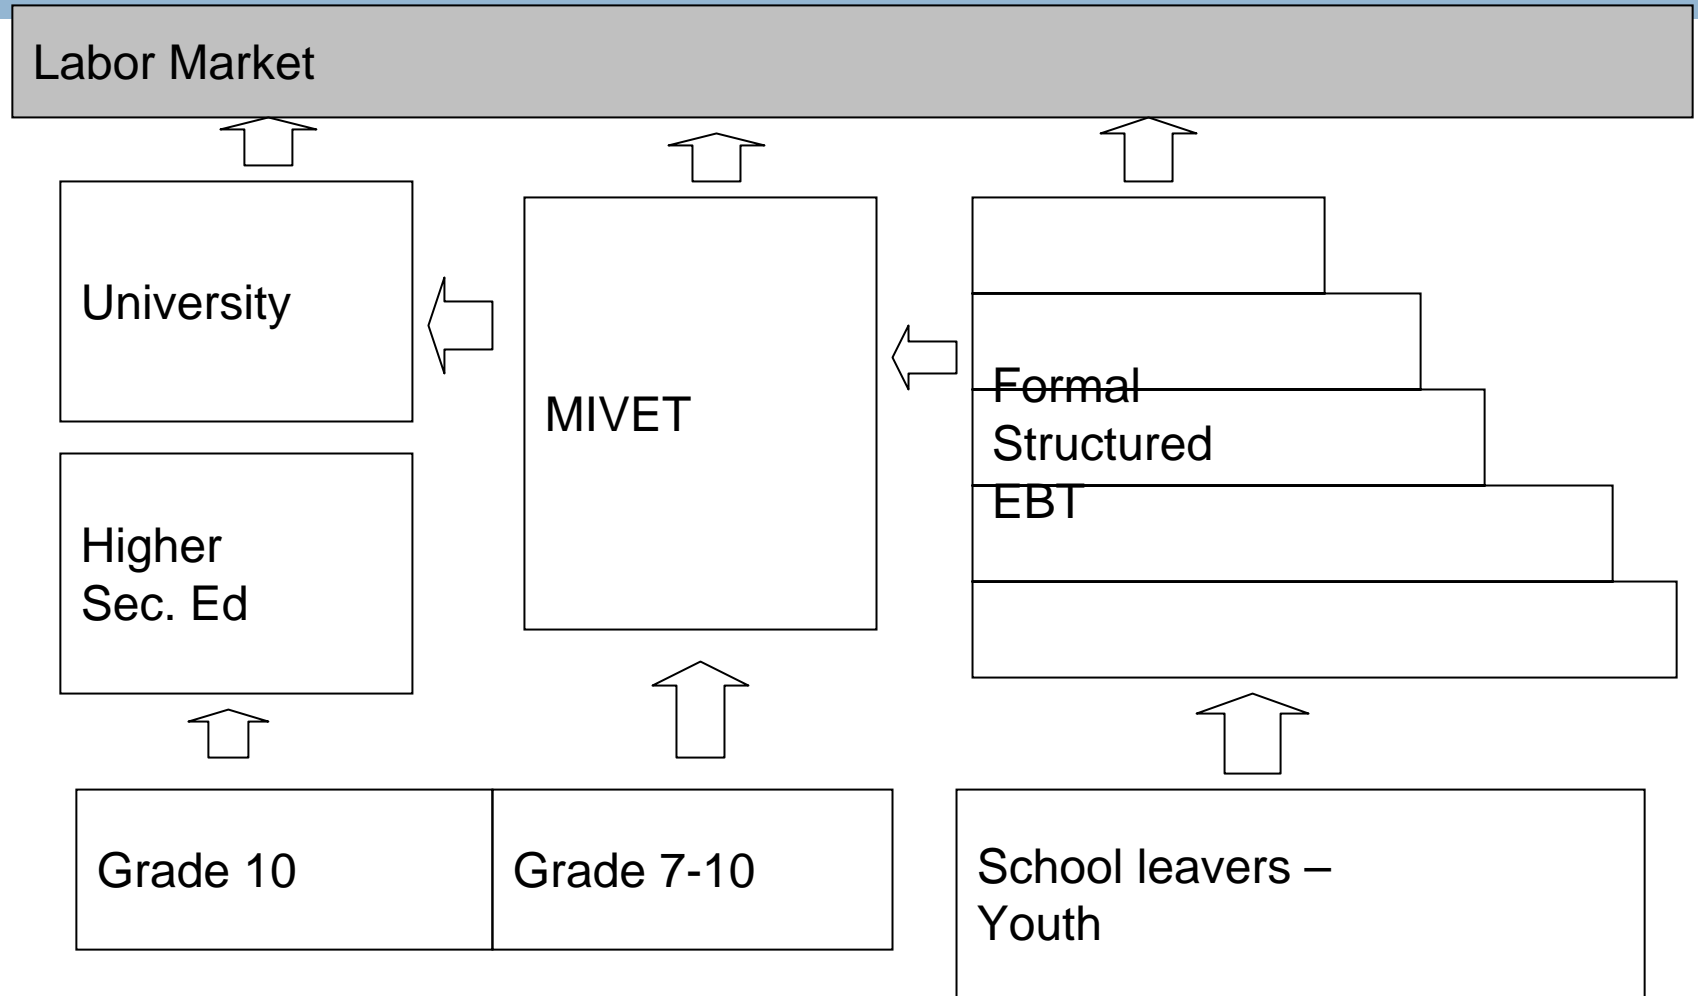 Labor Market
University
MIVET
Formal
Structured
EBT
Higher
Sec. Ed
Grade 10
Grade 7-10
School leavers –
Youth